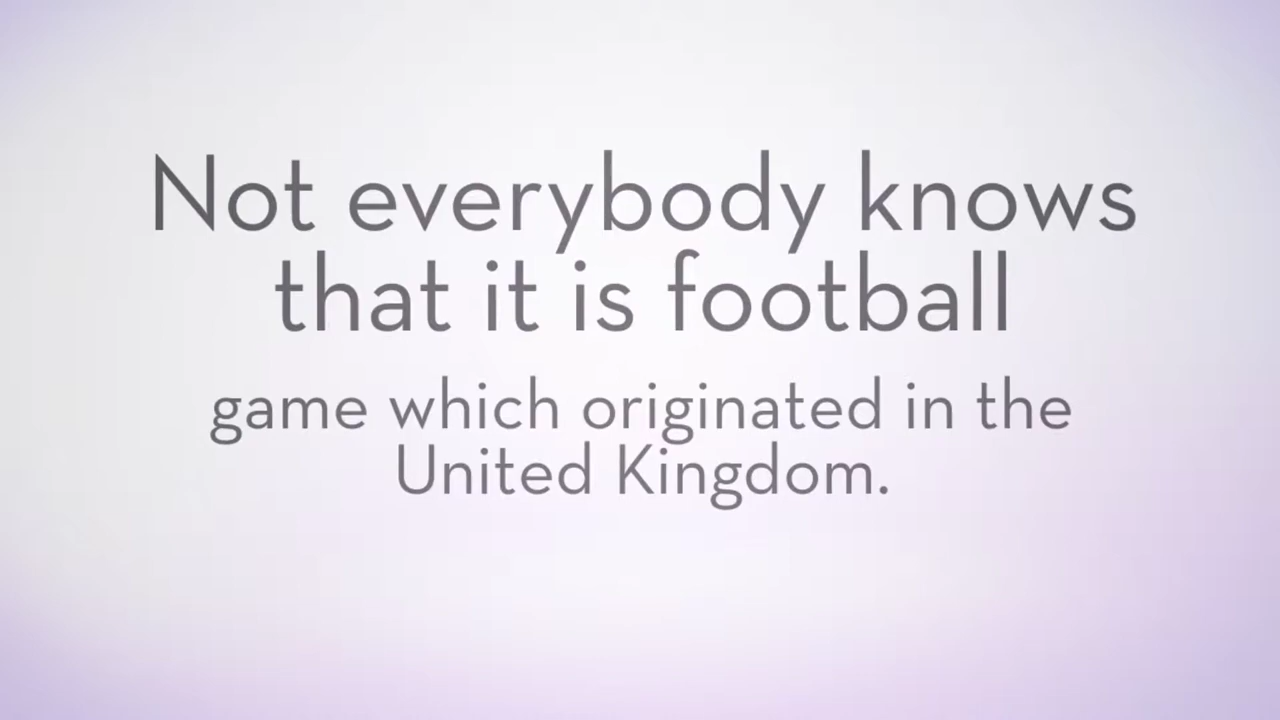 Not everybody knows
that it is football
game which originated in the
United Kingdom.